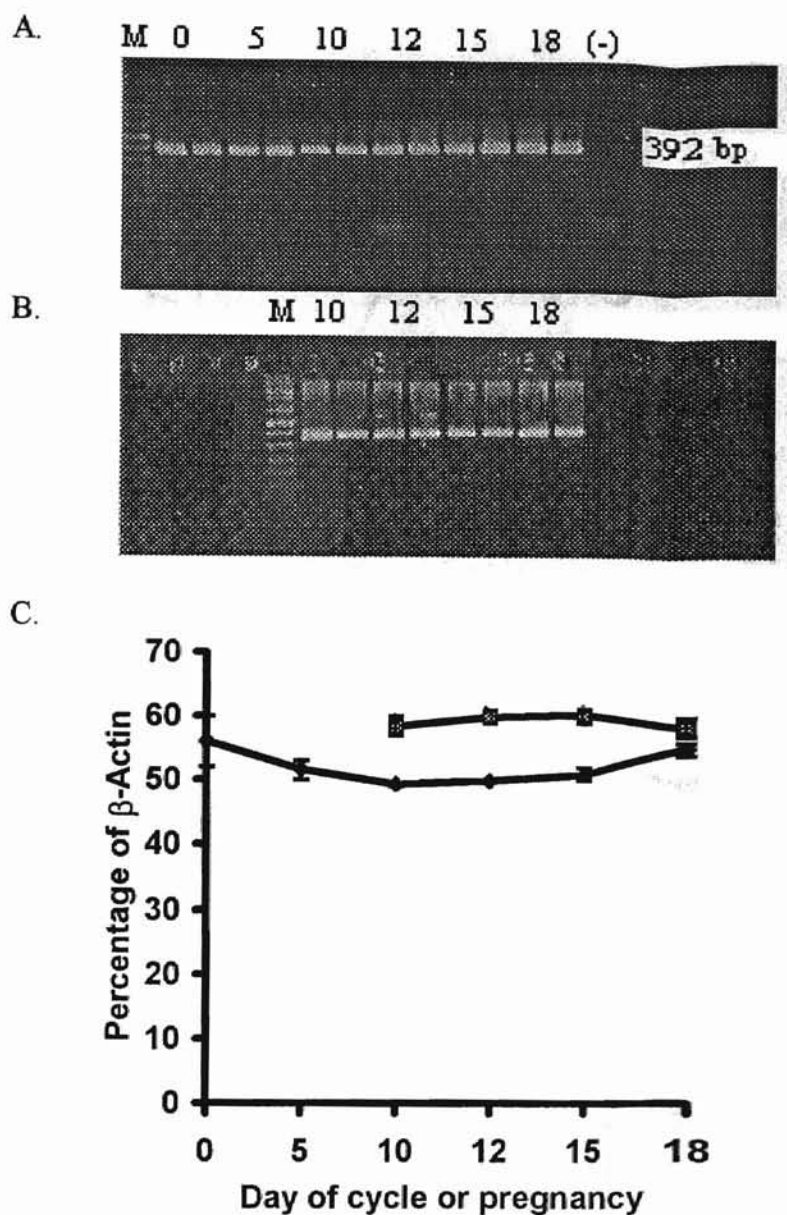 A.
M 0 5 10 12 15 18 (-)
392 bp
B.
M 10 12 15 18
C.
70
60
50
40
30
20
10
0
Percentage of β-Actin
0 5 10 12 15 18
Day of cycle or pregnancy